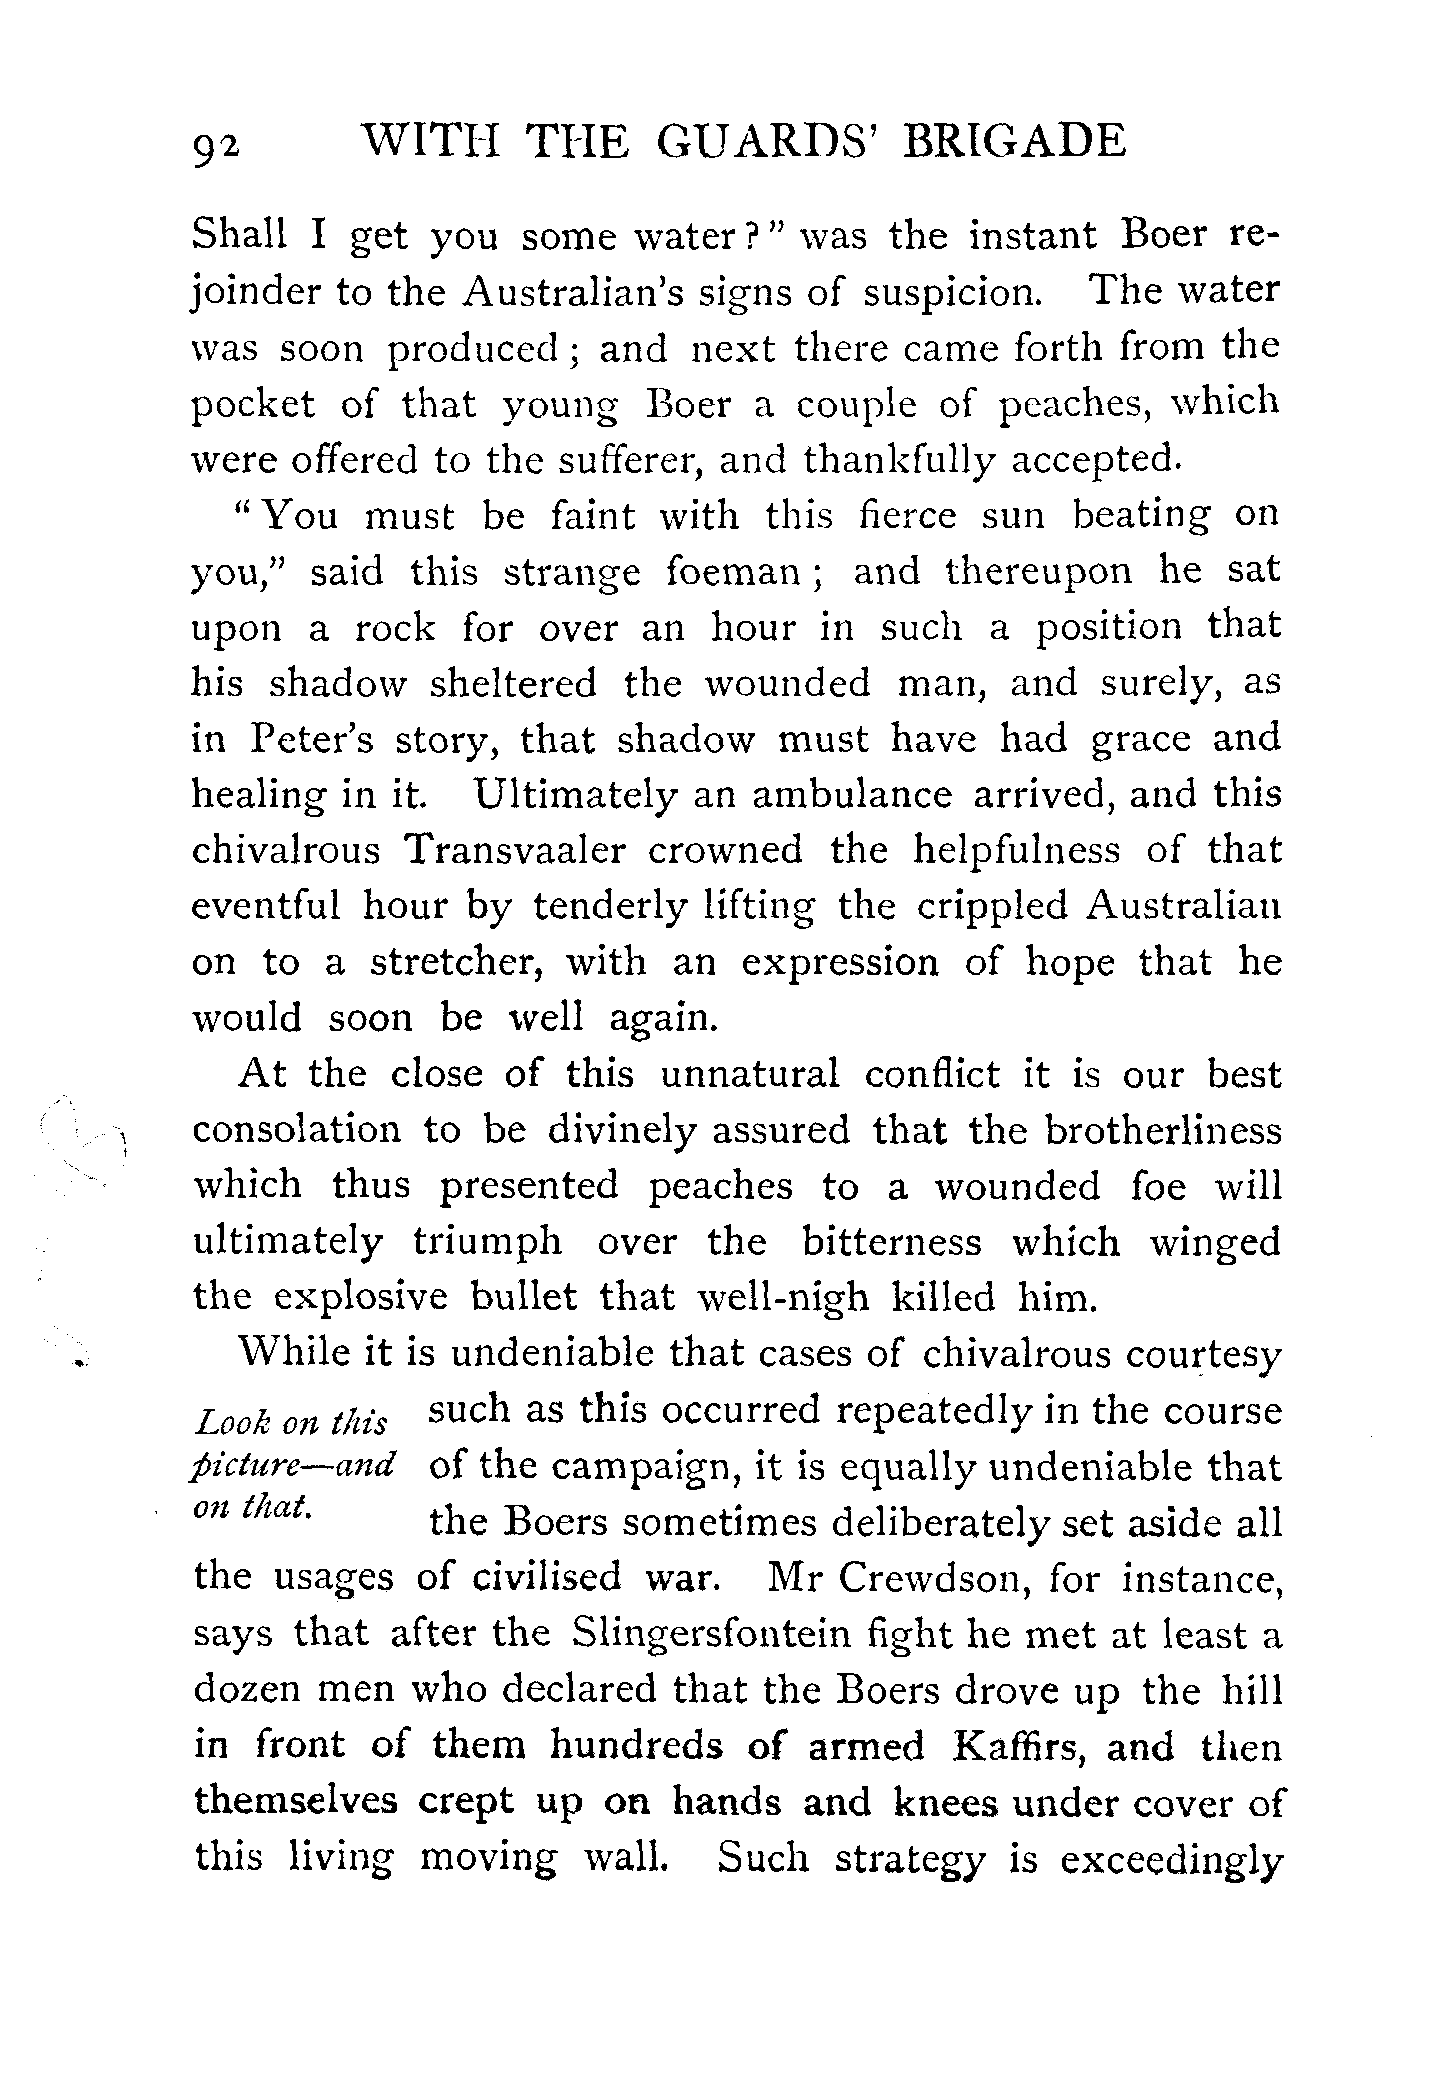 92 WITH THE GUARDS' BRIGADE
Shall I get you some water?" was the instant Boer re-
joinder to the Australian's signs of suspicion. The water
was soon produced; and next there came forth from the
pocket of that young Boer a couple of peaches, which
were offered to the sufferer, and thankfully accepted.
"You must be faint with this fierce sun beating on
you," said this strange foeman; and thereupon he sat
upon a rock for over an hour in such a position that
his shadow sheltered the wounded man, and surely, as
in Peter's story, that shadow must have had grace and
healing in it. Ultimately an ambulance arrived, and this
chivalrous Transvaaler crowned the helpfulness of that
eventful hour by tenderly lifting the crippled Australian
on to a stretcher, with an expression of hope that he
would soon be well again.
At the close of this unnatural conflict it is our best
consolation to be divinely assured that the brotherliness
which thus presented peaches to a wounded foe will
ultimately triumph over the bitterness which winged
the explosive bullet that well-nigh killed him.
While it is undeniable that cases of chivalrous courtesy
Look on this
picture—and
on that.
such as this occurred repeatedly in the course
of the campaign, it is equally undeniable that
the Boers sometimes deliberately set aside all
the usages of civilised war. Mr Crewdson, for instance,
says that after the Slingersfontein fight he met at least a
dozen men who declared that the Boers drove up the hill
in front of them hundreds of armed Kaffirs, and then
themselves crept up on hands and knees under cover of
this living moving wall. Such strategy is exceedingly